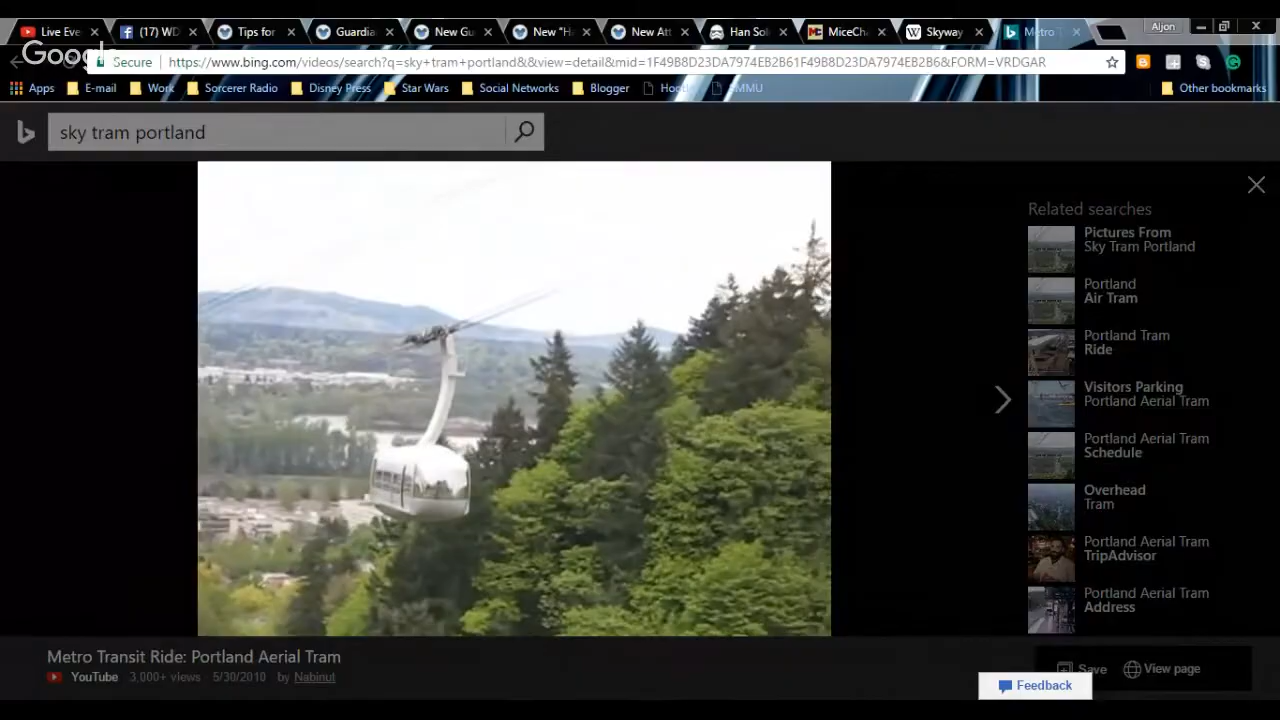 Live Eve
(17) WD
Tips for
Guardia
New Gu
New "Ha
New Att
Han Solo
MiceCha
Skyway
Metro T
Aljon
Google
Secure
https://www.bing.com/videos/search?q=sky+tram+portland&&view=detail&mid=1F49B8D23DA7974EB2B61F49B8D23DA7974EB2B6&FORM=VRDGAR
Apps
E-mail
Work
Sorcerer Radio
Disney Press
Star Wars
Social Networks
Blogger
Other bookmarks
sky tram portland
Related searches
Pictures From
Sky Tram Portland
Portland
Air Tram
Portland Tram
Ride
Visitors Parking
Portland Aerial Tram
Portland Aerial Tram
Schedule
Overhead
Tram
Portland Aerial Tram
TripAdvisor
Portland Aerial Tram
Address
Metro Transit Ride: Portland Aerial Tram
YouTube 3,000+ views 5/30/2010 by Nabinut
Save
View page
Feedback